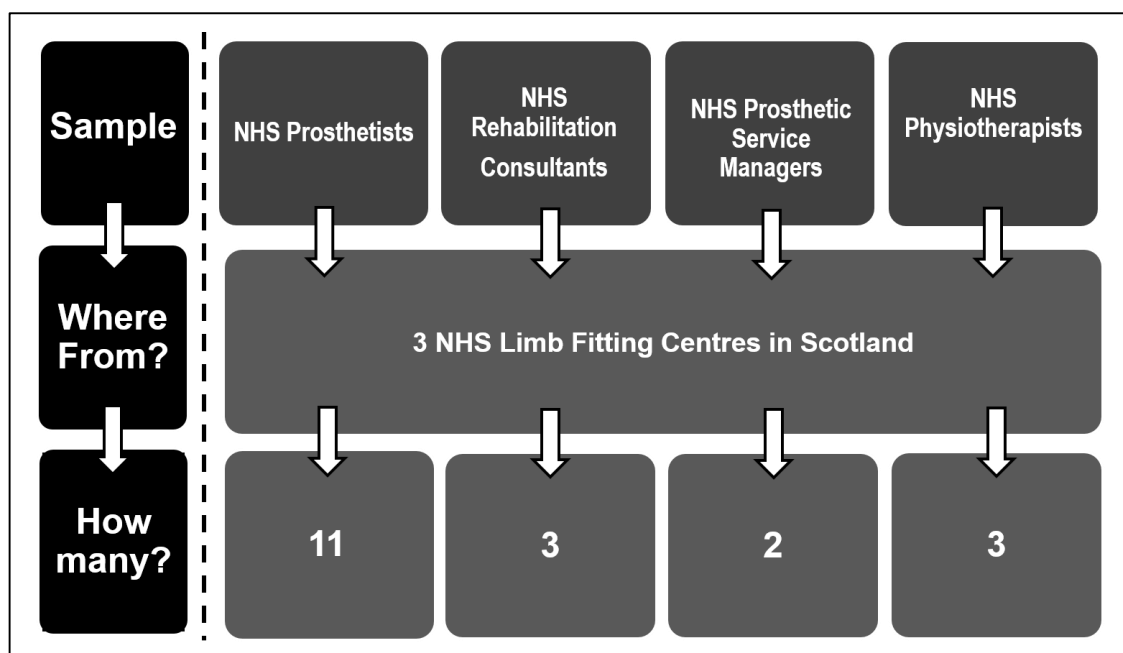 Sample
NHS Prosthetists
NHS
Rehabilitation
Consultants
NHS Prosthetic
Service
Managers
NHS
Physiotherapists
Where
From?
3 NHS Limb Fitting Centres in Scotland
How
many?
11
3
2
3